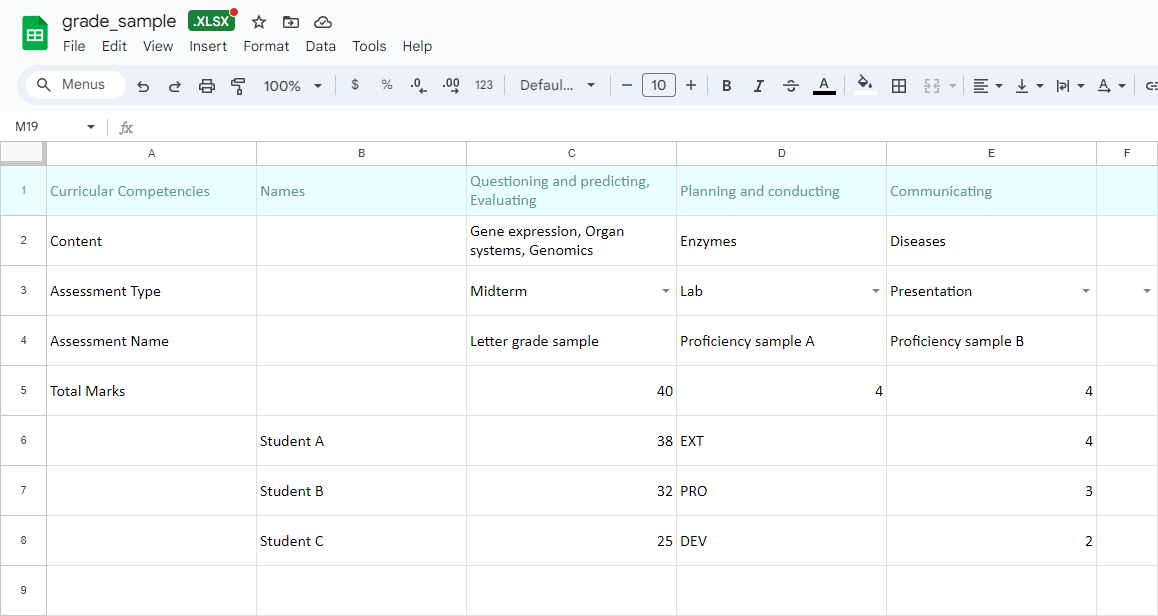 grade_sample .XLSX
File Edit View Insert Format Data Tools Help
Menus 100% $ % .0 .00 123 Defaul... − 10 + B I S A A
M19 fx
A B C D E F
1 Curricular Competencies Names Questioning and predicting, Planning and conducting Communicating
Evaluating
2 Content Gene expression, Organ Enzymes Diseases
systems, Genomics
3 Assessment Type Midterm Lab Presentation
4 Assessment Name Letter grade sample Proficiency sample A Proficiency sample B
5 Total Marks 40 4 4
6 Student A 38 EXT 4
7 Student B 32 PRO 3
8 Student C 25 DEV 2
9